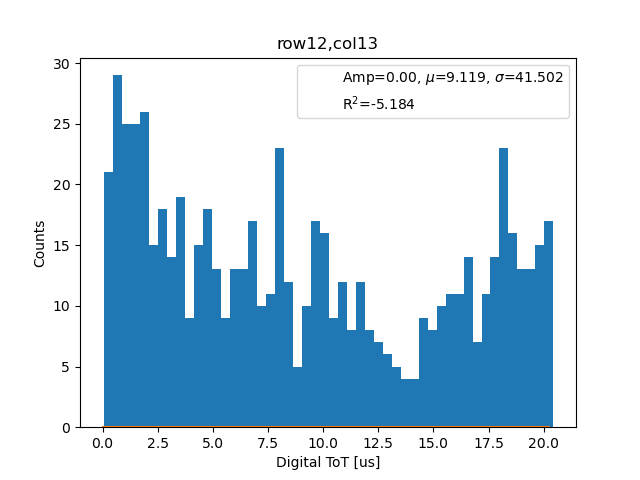 row12,col13
Amp=0.00, μ=9.119, σ=41.502
R²=-5.184
30
25
20
15
10
5
0
Counts
0.0 2.5 5.0 7.5 10.0 12.5 15.0 17.5 20.0
Digital ToT [us]